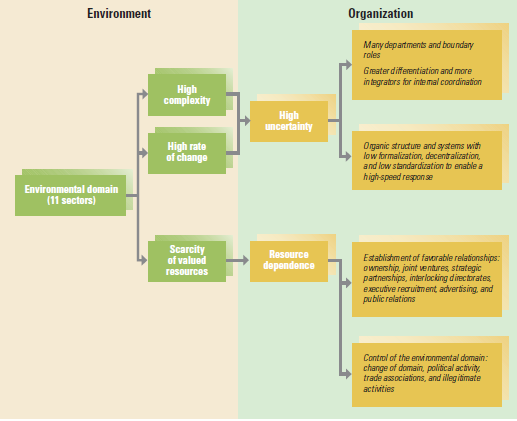 Environment
Organization
Many departments and boundary
roles
Greater differentiation and more
integrators for internal coordination
High
complexity
High
uncertainty
High rate
of change
Organic structure and systems with
low formalization, decentralization,
and low standardization to enable a
high-speed response
Environmental domain
(11 sectors)
Scarcity
of valued
resources
Resource
dependence
Establishment of favorable relationships:
ownership, joint ventures, strategic
partnerships, interlocking directorates,
executive recruitment, advertising, and
public relations
Control of the environmental domain:
change of domain, political activity,
trade associations, and illegitimate
activities